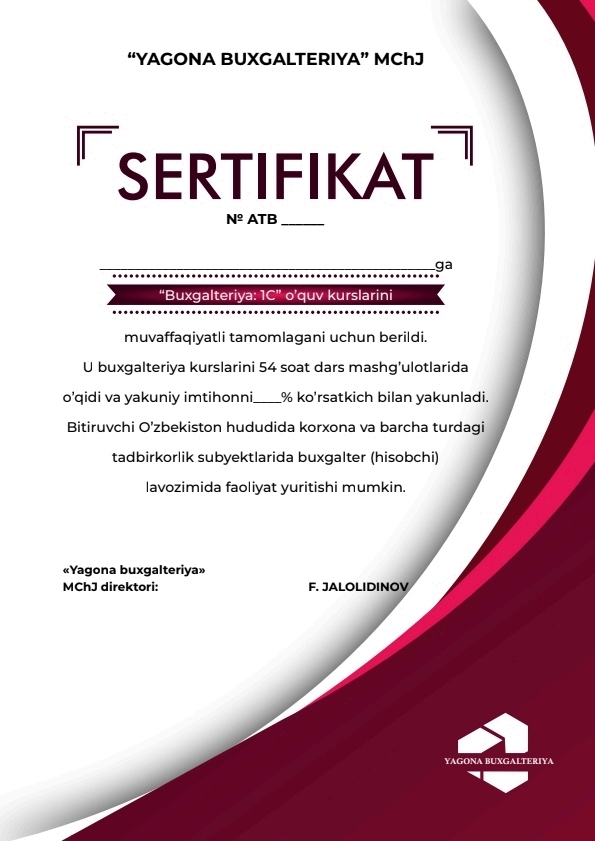 “YAGONA BUXGALTERIYA” MChJ
SERTIFIKAT
№ ATB ______
________________________________________ga
“Buxgalteriya: 1C” o’quv kurslarini
muvaffaqiyatli tamomlagani uchun berildi.
U buxgalteriya kurslarini 54 soat dars mashg’ulotlarida
o’qidi va yakuniy imtihonni____% ko’rsatkich bilan yakunladi.
Bitiruvchi O’zbekiston hududida korxona va barcha turdagi
tadbirkorlik subyektlarida buxgalter (hisobchi)
lavozimida faoliyat yuritishi mumkin.
«Yagona buxgalteriya»
MChJ direktori: F. JALOLIDINOV
YAGONA BUXGALTERIYA